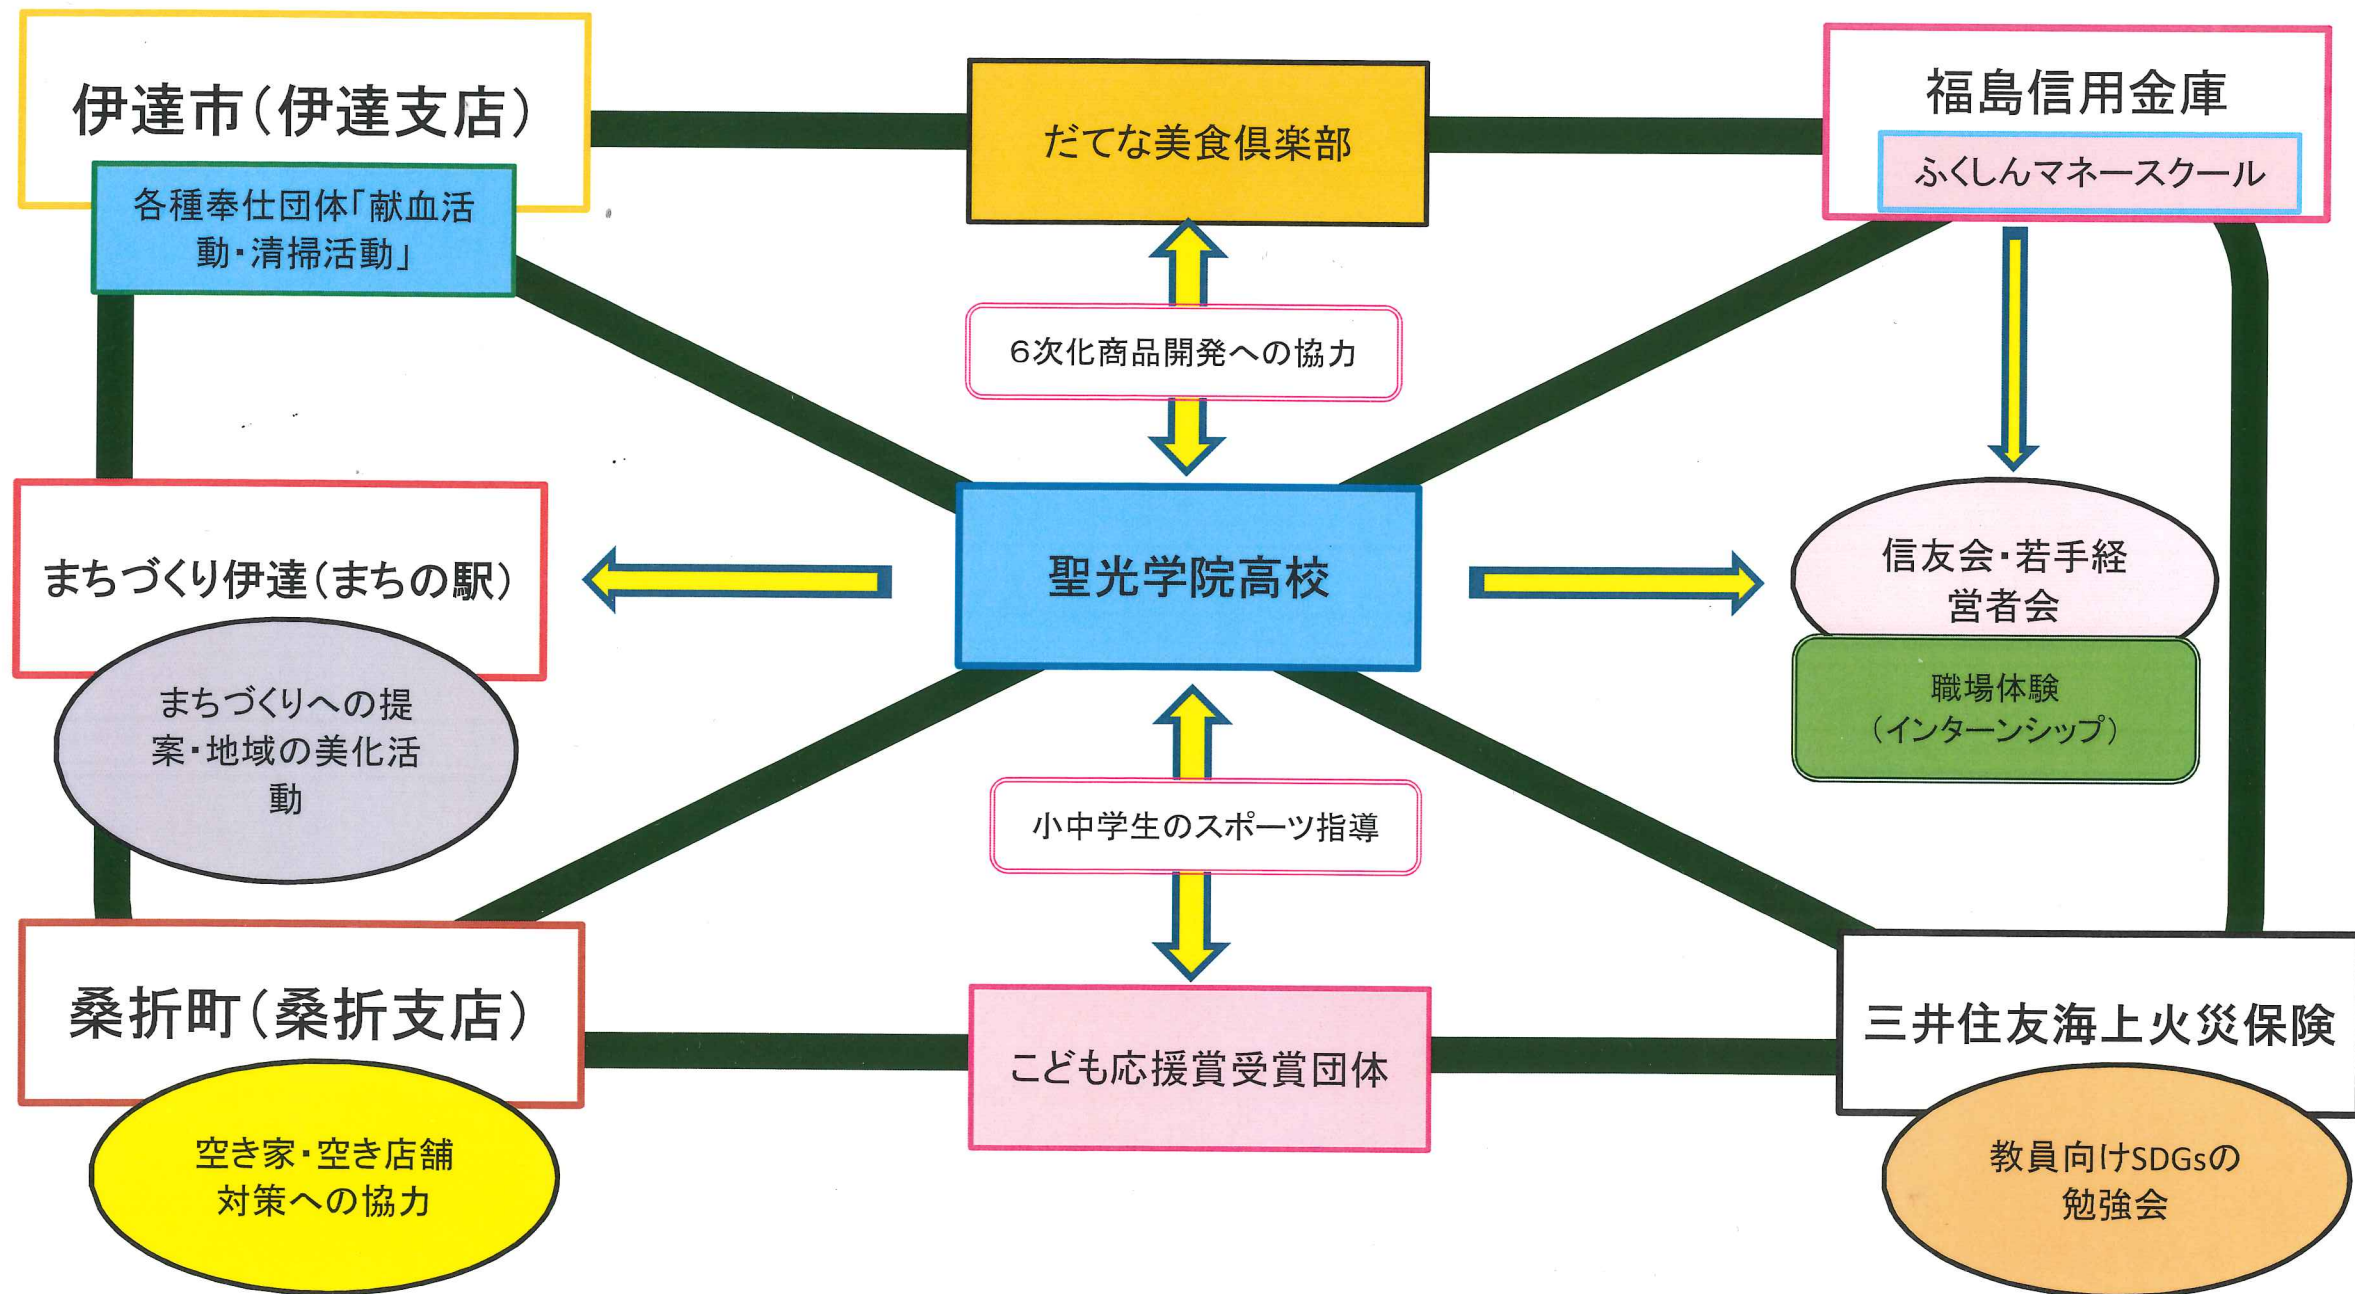 伊達市(伊達支店)
各種奉仕団体「献血活
動・清掃活動」
だてな美食倶楽部
福島信用金庫
ふくしんマネースクール
6次化商品開発への協力
まちづくり伊達(まちの駅)
まちづくりへの提
案・地域の美化活
動
聖光学院高校
信友会・若手経
営者会
職場体験
(インターンシップ)
小中学生のスポーツ指導
桑折町(桑折支店)
空き家・空き店舗
対策への協力
こども応援賞受賞団体
三井住友海上火災保険
教員向けSDGsの
勉強会